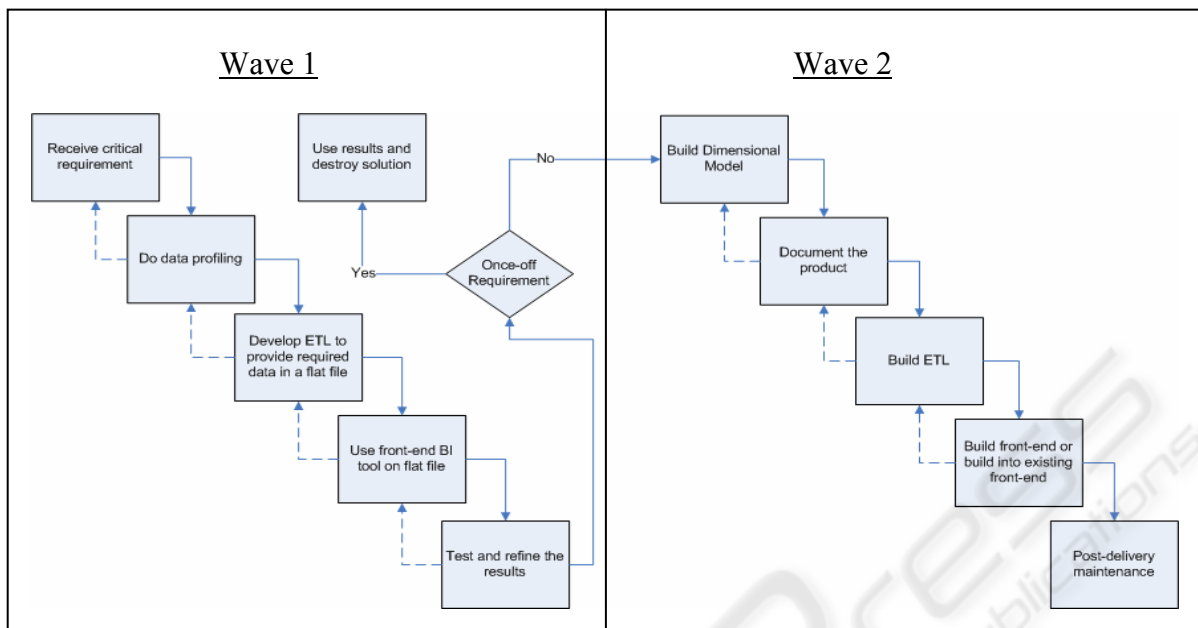 Wave 1
Receive critical
requirement
Use results and
destroy solution
Do data profiling
Yes
Once-off
Requirement
No
Develop ETL to
provide required
data in a flat file
Use front-end BI
tool on flat file
Test and refine the
results
Wave 2
Build Dimensional
Model
Document the
product
Build ETL
Build front-end or
build into existing
front-end
Post-delivery
maintenance